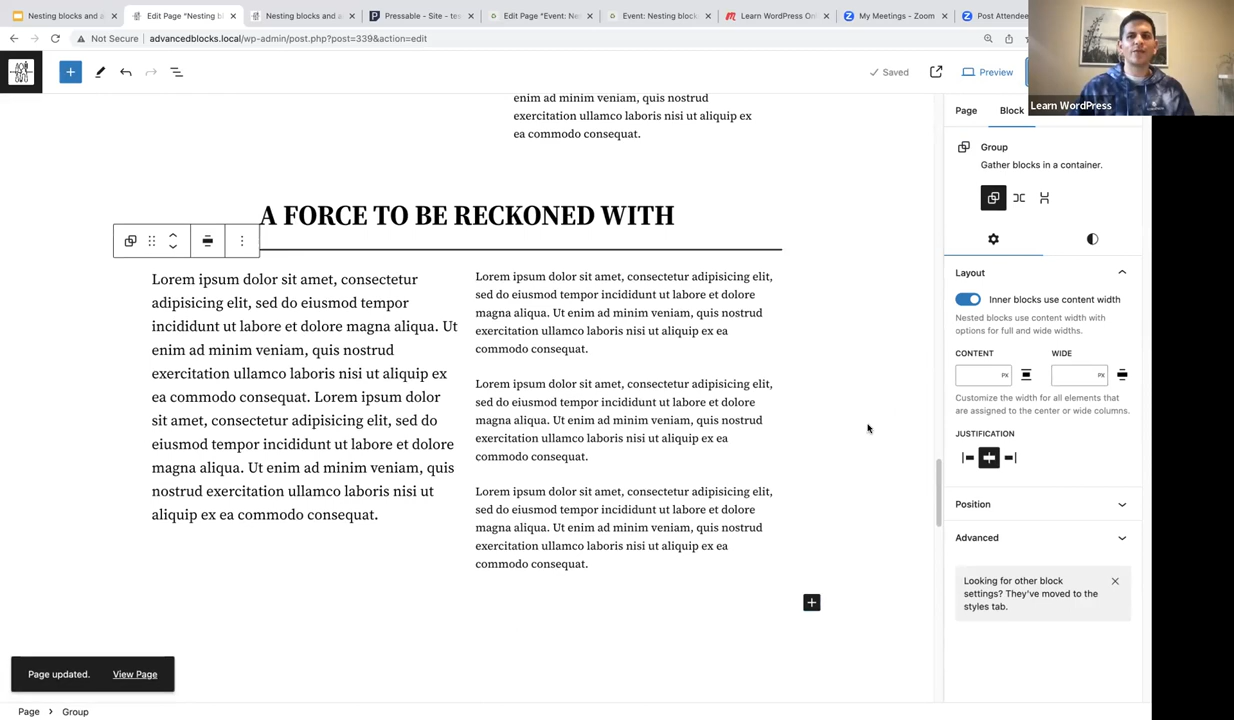 Nesting blocks and a
Edit Page "Nesting bl
Nesting blocks and a
Pressable - Site - te
Edit Page "Event: Ne
Event: Nesting block
Learn WordPress Onl
My Meetings - Zoom
Post Attendee
Not Secure
advancedblocks.local/wp-admin/post.php?post=339&action=edit
Saved
Preview
Learn WordPress
enim ad minim veniam, quis nostrud
exercitation ullamco laboris nisi ut aliquip ex
ea commodo consequat.
A FORCE TO BE RECKONED WITH
Lorem ipsum dolor sit amet, consectetur
adipisicing elit, sed do eiusmod tempor
incididunt ut labore et dolore magna aliqua. Ut
enim ad minim veniam, quis nostrud
exercitation ullamco laboris nisi ut aliquip ex
ea commodo consequat. Lorem ipsum dolor
sit amet, consectetur adipisicing elit, sed do
eiusmod tempor incididunt ut labore et dolore
magna aliqua. Ut enim ad minim veniam, quis
nostrud exercitation ullamco laboris nisi ut
aliquip ex ea commodo consequat.
Lorem ipsum dolor sit amet, consectetur adipisicing elit,
sed do eiusmod tempor incididunt ut labore et dolore
magna aliqua. Ut enim ad minim veniam, quis nostrud
exercitation ullamco laboris nisi ut aliquip ex ea
commodo consequat.
Lorem ipsum dolor sit amet, consectetur adipisicing elit,
sed do eiusmod tempor incididunt ut labore et dolore
magna aliqua. Ut enim ad minim veniam, quis nostrud
exercitation ullamco laboris nisi ut aliquip ex ea
commodo consequat.
Lorem ipsum dolor sit amet, consectetur adipisicing elit,
sed do eiusmod tempor incididunt ut labore et dolore
magna aliqua. Ut enim ad minim veniam, quis nostrud
exercitation ullamco laboris nisi ut aliquip ex ea
commodo consequat.
Page
Block
Group
Gather blocks in a container.
Layout
Inner blocks use content width
Nested blocks use content width with
options for full and wide widths.
CONTENT
WIDE
PX
PX
Customize the width for all elements that
are assigned to the center or wide columns.
JUSTIFICATION
Position
Advanced
Looking for other block
settings? They've moved to the
styles tab.
Page updated.
View Page
Page
Group